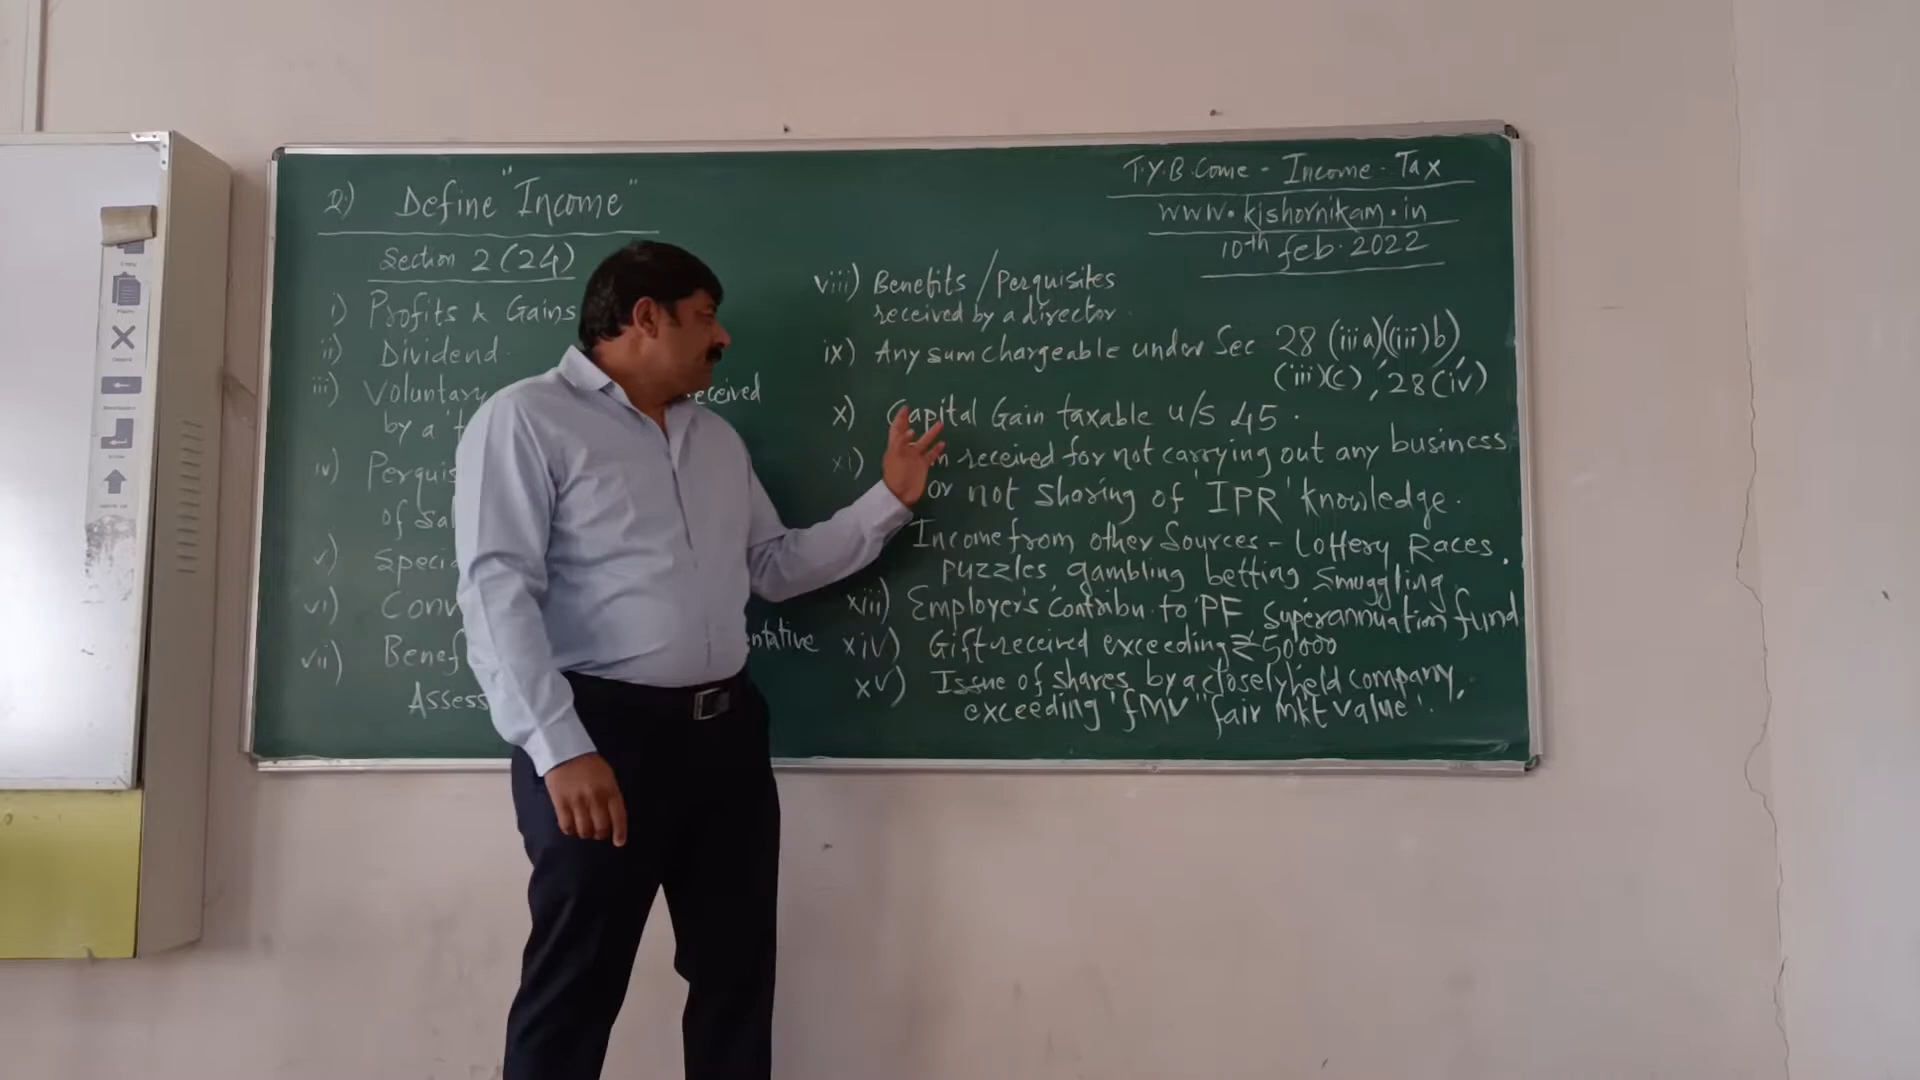 Q) Define "Income"
Section 2(24)
i) Profits & Gains
ii) Dividend.
iii) Voluntary eceived
by a 't
iv) Perquis
of sal
v) Specia
vi) Conv
vii) Benef entative
Assess
T.Y.B.Come - Income - Tax
www.kishornikam.in
10th feb. 2022
viii) Benefits / Perquisites
received by a director.
ix) Any sum chargeable under Sec 28 (iiia)(iii)b)
(iii)(c), 28(iv)
x) Capital Gain taxable u/s 45.
xi) m received for not carrying out any business
or not sharing of 'IPR' knowledge.
Income from other Sources - Lottery Races.
puzzles, gambling betting smuggling
xiii) Employer's contribu. to PF superannuation fund
xiv) Gift received exceeding ₹50000
xv) Issue of shares by a closely held company,
exceeding 'fMV' 'fair mkt value'.